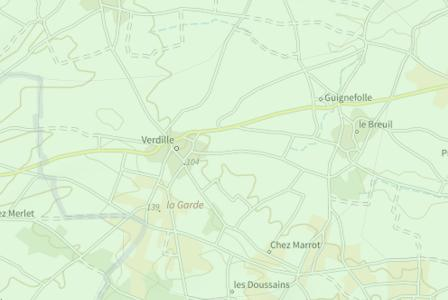 Guignefolle
le Breuil
Verdille
104
P
ez Merlet
139
la Garde
Chez Marrot
les Doussains